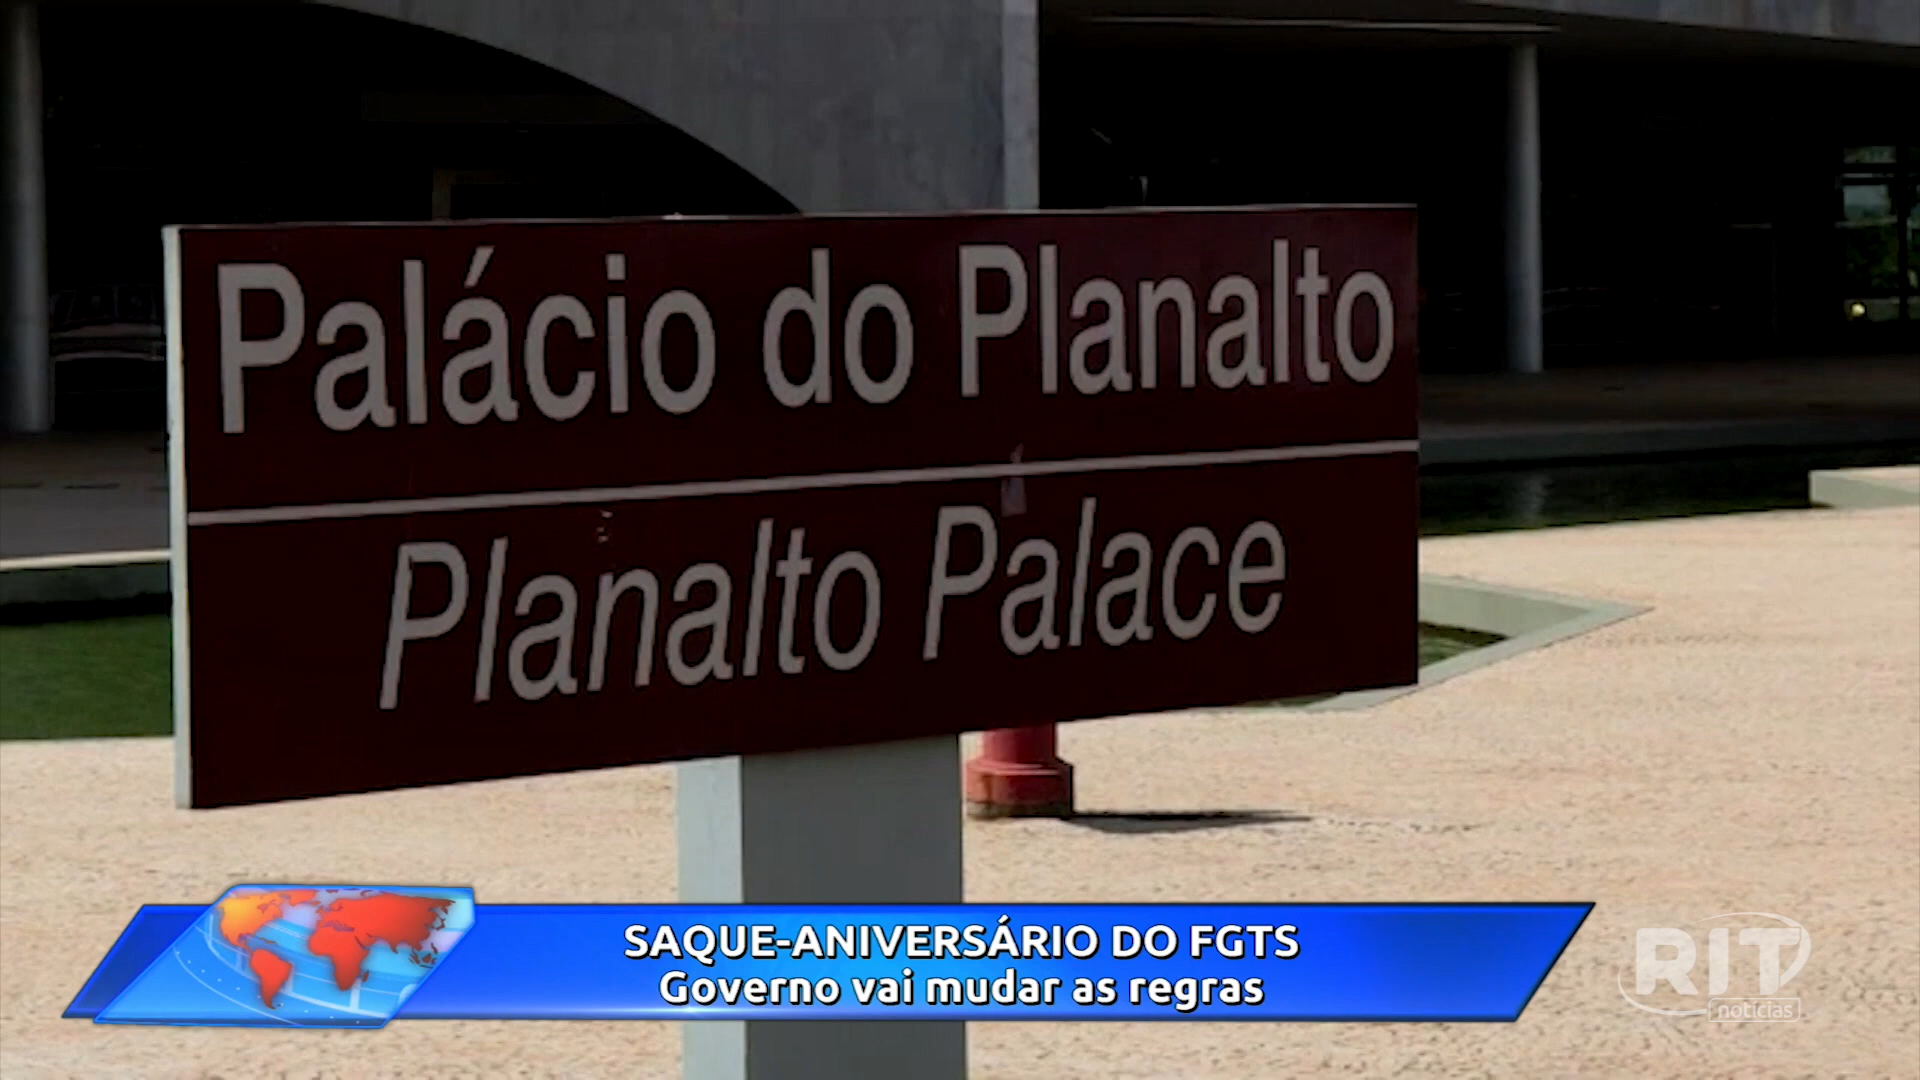 Palácio do Planalto
Planalto Palace
SAQUE-ANIVERSÁRIO DO FGTS
Governo vai mudar as regras
RIT
notícias